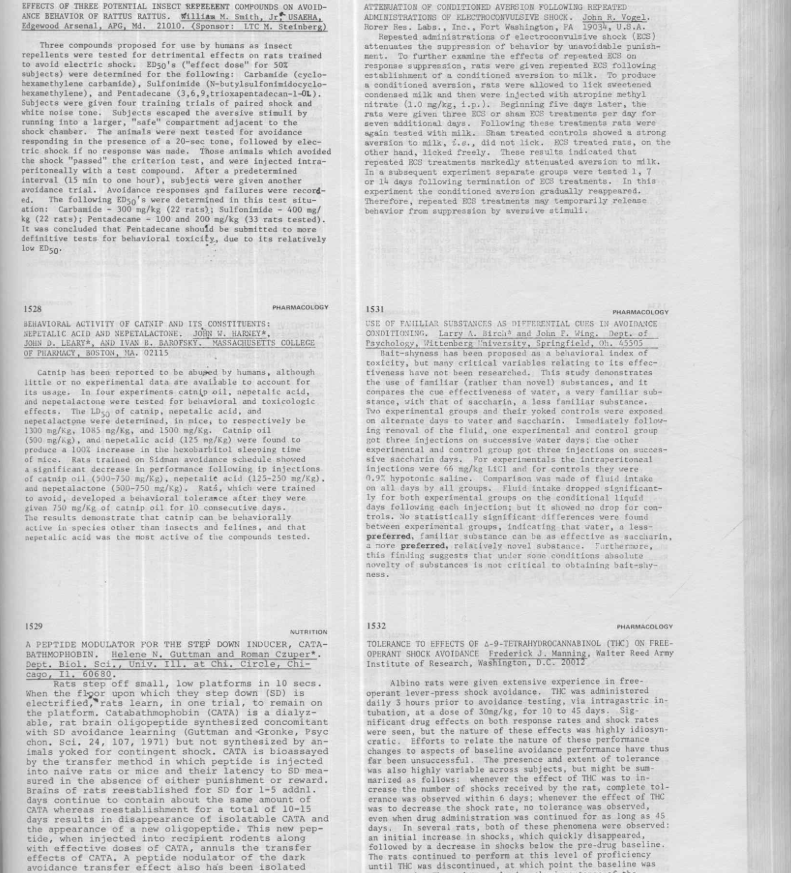 EFFECTS OF THREE POTENTIAL INSECT REPELLENT COMPOUNDS ON AVOID-
ANCE BEHAVIOR OF RATTUS RATTUS. William M. Smith, Jr* USAEHA,
Edgewood Arsenal, APG, Md. 21010. (Sponsor: LTC M. Steinberg)
Three compounds proposed for use by humans as insect
repellents were tested for detrimental effect on rats trained
to avoid electric shock. ED50's ("effect dose" for 50%
subjects) were determined for the following: Carbamide (cyclo-
hexamethylene carbamide), Sulfonimide (N-butylsulfonimidocyclo-
hexamethylene), and Pentacedane (3,6,9,trioxapentadecan-1-OL).
Subjects were given four training trials of paired shock and
white noise tone. Subjects escaped the aversive stimuli by
running into a larger, "safe" compartment adjacent to the
shock chamber. The animals were next tested for avoidance
responding in the presence of a 20-sec tone, followed by elec-
tric shock if no response was made. Those animals which avoided
the shock "passed" the criterion test, and were injected intra-
peritoneally with a test compound. After a predetermined
interval (15 min to one hour), subjects were given another
avoidance trial. Avoidance responses and failures were record-
ed. The following ED50's were determined in this test situ-
ation: Carbamide - 300 mg/kg (22 rats); Sulfonimide - 400 mg/
kg (22 rats); Pentadecane - 100 and 200 mg/kg (33 rats tested).
It was concluded that Pentadecane should be submitted to more
definitive tests for behavioral toxicity, due to its relatively
low ED50.
1528
PHARMACOLOGY
BEHAVIORAL ACTIVITY OF CATNIP AND ITS CONSTITUENTS:
NEPETALIC ACID AND NEPETALACTONE. JOHN W. HARNEY*,
JOHN D. LEARY*, AND IVAN B. BAROFSKY. MASSACHUSETTS COLLEGE
OF PHARMACY, BOSTON, MA. 02115
Catnip has been reported to be abused by humans, although
little or no experimental data are available to account for
its usage. In four experiments catnip oil, nepetalic acid,
and nepetalactone were tested for behavioral and toxicologic
effects. The LD50 of catnip, nepetalic acid, and
nepetalactone were determined, in mice, to respectively be
1300 mg/Kg, 1085 mg/Kg, and 1500 mg/Kg. Catnip oil
(500 mg/Kg), and nepetalic acid (125 mg/Kg) were found to
produce a 100% increase in the hexobarbitol sleeping time
of mice. Rats trained on Sidman avoidance schedule showed
a significant decrease in performance following ip injections
of catnip oil (500-750 mg/Kg), nepetalic acid (125-250 mg/Kg),
and nepetalactone (500-750 mg/Kg). Rats, which were trained
to avoid, developed a behavioral tolerance after they were
given 750 mg/Kg of catnip oil for 10 consecutive days.
The results demonstrate that catnip can be behaviorally
active in species other than insects and felines, and that
nepetalic acid was the most active of the compounds tested.
1529
NUTRITION
A PEPTIDE MODULATOR FOR THE STEP DOWN INDUCER, CATA-
BATHMOPHOBIN. Helene N. Guttman and Roman Czuper*.
Dept. Biol. Sci., Univ. Ill. at Chi. Circle, Chi-
cago, Il. 60680.
Rats step off small, low platforms in 10 secs.
When the floor upon which they step down (SD) is
electrified, rats learn, in one trial, to remain on
the platform. Catabathmophobin (CATA) is a dialyz-
able, rat brain oligopeptide synthesized concomitant
with SD avoidance learning (Guttman and Gronke, Psyc
chon. Sci. 24, 107, 1971) but not synthesized by an-
imals yoked for contingent shock. CATA is bioassayed
by the transfer method in which peptide is injected
into naive rats or mice and their latency to SD mea-
sured in the absence of either punishment or reward.
Brains of rats reestablished for SD for 1-5 addnl.
days continue to contain about the same amount of
CATA whereas reestablishment for a total of 10-15
days results in disappearance of isolatable CATA and
the appearance of a new oligopeptide. This new pep-
tide, when injected into recipient rodents along
with effective doses of CATA, annuls the transfer
effects of CATA. A peptide modulator of the dark
avoidance transfer effect also has been isolated
ATTENUATION OF CONDITIONED AVERSION FOLLOWING REPEATED
ADMINISTRATIONS OF ELECTROCONVULSIVE SHOCK. John R. Vogel.
Horer Res. Labs., Inc., Fort Washington, PA 19034, U.S.A.
Repeated administrations of electroconvulsive shock (ECS)
attenuates the suppression of behavior by unavoidable punish-
ment. To further examine the effects of repeated ECS on
response suppression, rats were given repeated ECS following
establishment of a conditioned aversion to milk. To produce
a conditioned aversion, rats were allowed to lick sweetened
condensed milk and then were injected with atropine methyl
nitrate (1.0 mg/kg, i.p.). Beginning five days later, the
rats were given three ECS or sham ECS treatments per day for
seven additional days. Following these treatments rats were
again tested with milk. Sham treated controls showed a strong
aversion to milk, i.e., did not lick. ECS treated rats, on the
other hand, licked freely. These results indicated that
repeated ECS treatments markedly attenuated aversion to milk.
In a subsequent experiment separate groups were tested 1, 7
or 14 days following termination of ECS treatments. In this
experiment the conditioned aversion gradually reappeared.
Therefore, repeated ECS treatments may temporarily release
behavior from suppression by aversive stimuli.
1531
PHARMACOLOGY
USE OF FAMILIAR SUBSTANCES AS DIFFERENTIAL CUES IN AVOIDANCE
CONDITIONING. Larry A. Birch* and John F. Wing. Dept. of
Psychology, Wittenberg University, Springfield, Oh. 45505
Bait-shyness has been proposed as a behavioral index of
toxicity, but many critical variables relating to its effec-
tiveness have not been researched. This study demonstrates
the use of familiar (rather than novel) substances, and it
compares the cue effectiveness of water, a very familiar sub-
stance, with that of saccharin, a less familiar substance.
Two experimental groups and their yoked controls were exposed
on alternate days to water and saccharin. Immediately follow-
ing removal of the fluid, one experimental and control group
got three injections on successive water days; the other
experimental and control group got three injections on succes-
sive saccharin days. For experimentals the intraperitoneal
injections were 66 mg/kg LiCl and for controls they were
0.9% hypotonic saline. Comparison was made of fluid intake
on all days by all groups. Fluid intake dropped significant-
ly for both experimental groups on the conditional liquid
days following each injection; but it showed no drop for con-
trols. No statistically significant differences were found
between experimental groups, indicating that water, a less-
preferred, familiar substance can be as effective as saccharin,
a more preferred, relatively novel substance. Furthermore,
this finding suggests that under some conditions absolute
novelty of substances is not critical to obtaining bait-shy-
ness.
1532
PHARMACOLOGY
TOLERANCE TO EFFECTS OF Δ-9-TETRAHYDROCANNABINOL (THC) ON FREE-
OPERANT SHOCK AVOIDANCE Frederick J. Manning, Walter Reed Army
Institute of Research, Washington, D.C. 20012
Albino rats were given extensive experience in free-
operant lever-press shock avoidance. THC was administered
daily 3 hours prior to avoidance testing, via intragastric in-
tubation, at a dose of 30mg/kg, for 10 to 45 days. Sig-
nificant drug effects on both response rates and shock rates
were seen, but the nature of these effects was highly idiosyn-
cratic. Efforts to relate the nature of these performance
changes to aspects of baseline avoidance performance have thus
far been unsuccessful. The presence and extent of tolerance
was also highly variable across subjects, but might be sum-
marized as follows: whenever the effect of THC was to in-
crease the number of shocks received by the rat, complete tol-
erance was observed within 6 days; whenever the effect of THC
was to decrease the shock rate, no tolerance was observed,
even when drug administration was continued for as long as 45
days. In several rats, both of these phenomena were observed:
an initial increase in shocks, which quickly disappeared,
followed by a decrease in shocks below the pre-drug baseline.
The rats continued to perform at this level of proficiency
until THC was discontinued, at which point the baseline was